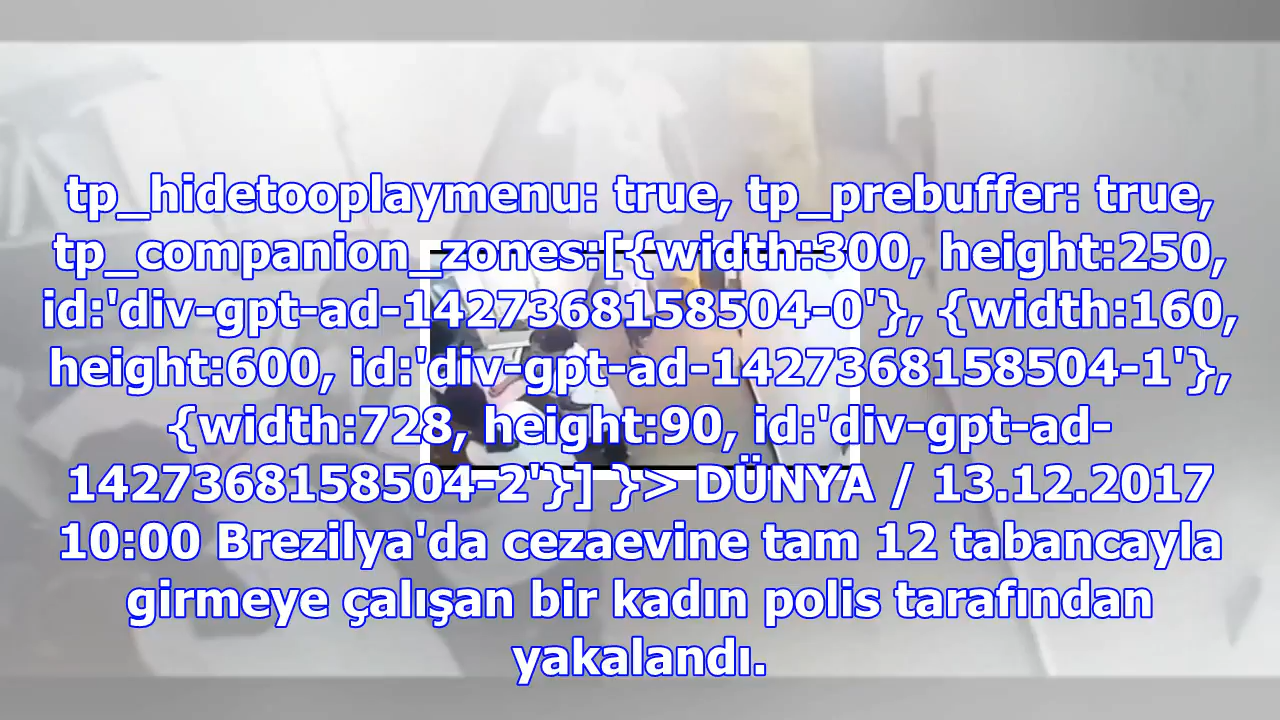 tp_hidetooplaymenu: true, tp_prebuffer: true,
tp_companion_zones:[{width:300, height:250,
id:'div-gpt-ad-1427368158504-0'}, {width:160,
height:600, id:'div-gpt-ad-1427368158504-1'},
{width:728, height:90, id:'div-gpt-ad-
1427368158504-2'}] }> DÜNYA / 13.12.2017
10:00 Brezilya'da cezaevine tam 12 tabancayla
girmeye çalışan bir kadın polis tarafından
yakalandı.